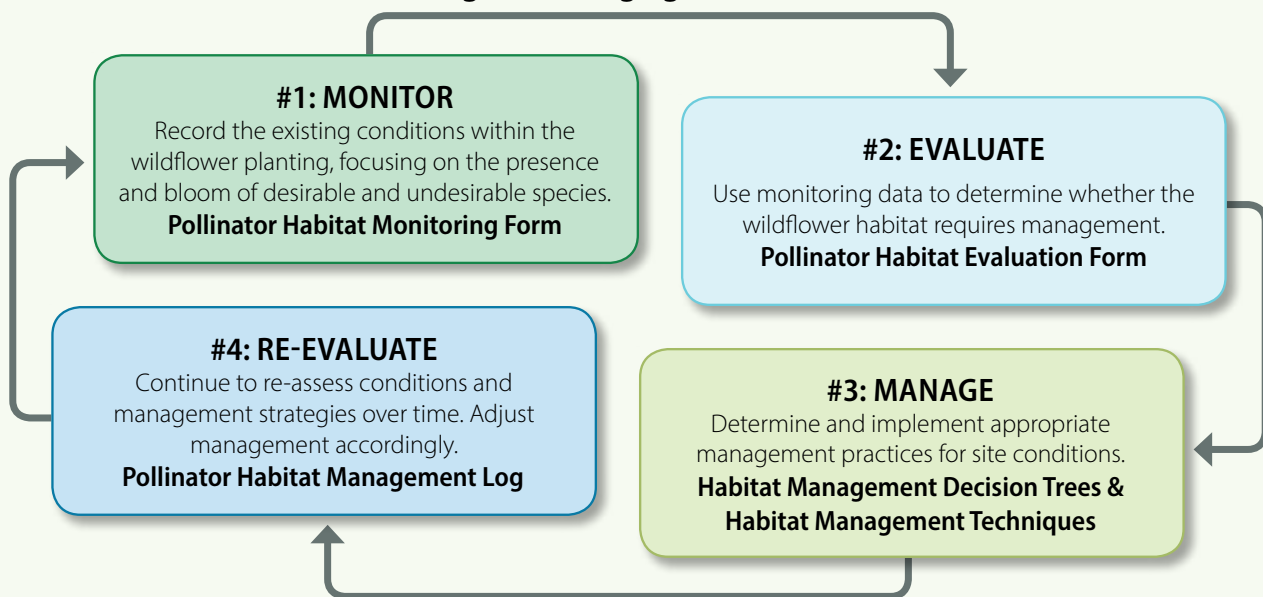 #1: MONITOR
Record the existing conditions within the
wildflower planting, focusing on the presence
and bloom of desirable and undesirable species.
Pollinator Habitat Monitoring Form
#2: EVALUATE
Use monitoring data to determine whether the
wildflower habitat requires management.
Pollinator Habitat Evaluation Form
#3: MANAGE
Determine and implement appropriate
management practices for site conditions.
Habitat Management Decision Trees &
Habitat Management Techniques
#4: RE-EVALUATE
Continue to re-assess conditions and
management strategies over time. Adjust
management accordingly.
Pollinator Habitat Management Log